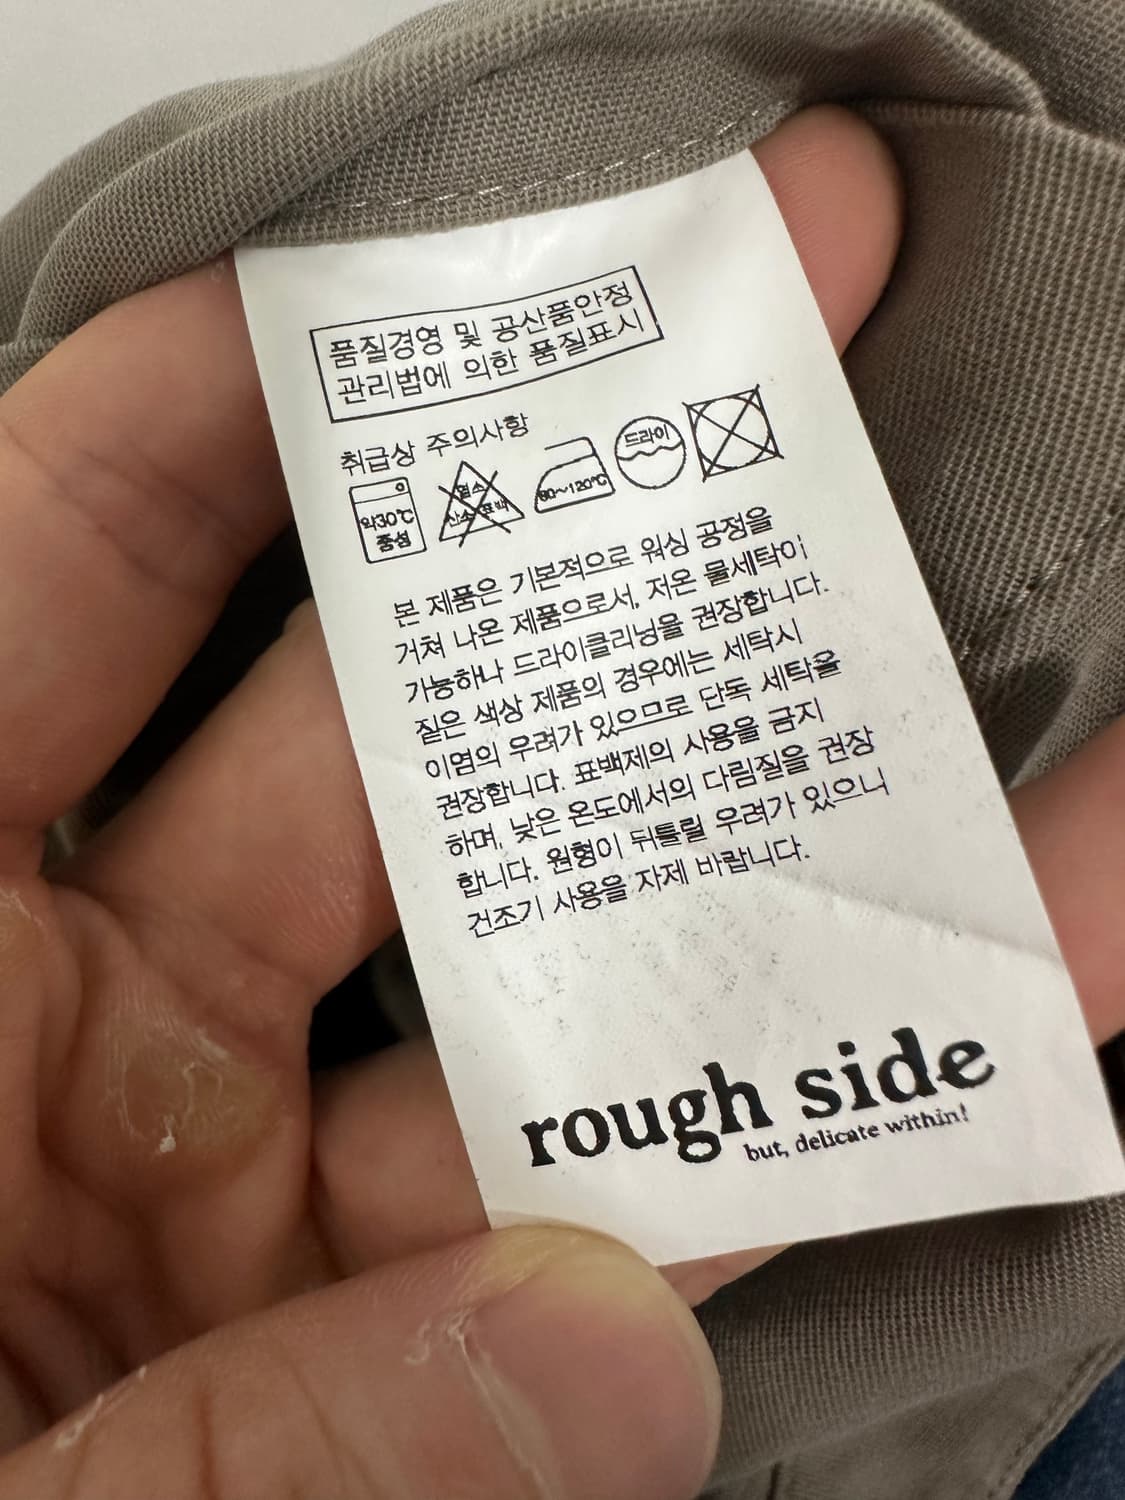 품질경영 및 공산품안정
관리법에 의한 품질표시
취급상 주의사항
약30℃
중성
염소
산소 표백
80~120℃
드라이
본 제품은 기본적으로 워싱 공정을
거쳐 나온 제품으로서, 저온 물세탁이
가능하나 드라이클리닝을 권장합니다.
질은 색상 제품의 경우에는 세탁시
이염의 우려가 있으므로 단독 세탁을
권장합니다. 표백제의 사용을 금지
하며, 낮은 온도에서의 다림질을 권장
합니다. 원형이 뒤틀릴 우려가 있으니
건조기 사용을 자제 바랍니다.
rough side
but, delicate within!